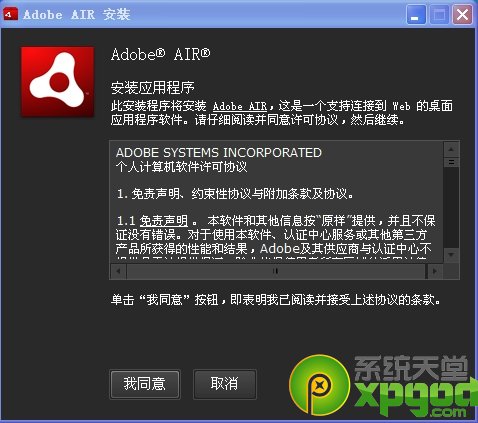 Adobe AIR 安装
Adobe® AIR®
安装应用程序
此安装程序将安装 Adobe AIR，这是一个支持连接到 Web 的桌面
应用程序软件。请仔细阅读并同意许可协议，然后继续。
ADOBE SYSTEMS INCORPORATED
个人计算机软件许可协议
1. 免责声明、约束性协议与附加条款及协议。
1.1 免责声明 。 本软件和其他信息按“原样”提供，并且不保
证没有错误。对于使用本软件、认证中心服务或其他第三方
产品所获得的性能和结果，Adobe及其供应商与认证中心不
单击“我同意”按钮，即表明我已阅读并接受上述协议的条款。
我同意
取消
系统天堂
xpgod